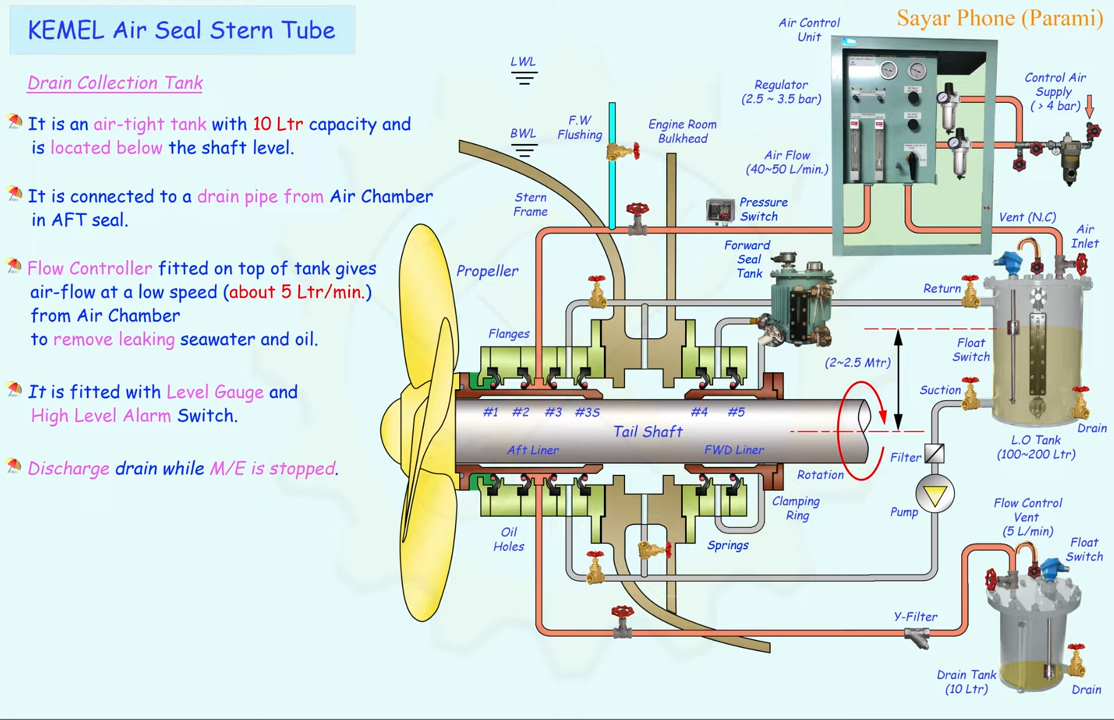 KEMEL Air Seal Stern Tube
Sayar Phone (Parami)
Drain Collection Tank
It is an air-tight tank with 10 Ltr capacity and
is located below the shaft level.
It is connected to a drain pipe from Air Chamber
in AFT seal.
Flow Controller fitted on top of tank gives
air-flow at a low speed (about 5 Ltr/min.)
from Air Chamber
to remove leaking seawater and oil.
It is fitted with Level Gauge and
High Level Alarm Switch.
Discharge drain while M/E is stopped.
LWL
BWL
F.W
Flushing
Engine Room
Bulkhead
Stern
Frame
Air Control
Unit
Regulator
(2.5 ~ 3.5 bar)
Air Flow
(40~50 L/min.)
Control Air
Supply
( > 4 bar)
Pressure
Switch
Forward
Seal
Tank
Vent (N.C)
Air
Inlet
Return
Float
Switch
(2~2.5 Mtr)
Suction
Drain
L.O Tank
(100~200 Ltr)
Propeller
Flanges
#1
#2
#3
#3S
#4
#5
Tail Shaft
Aft Liner
FWD Liner
Rotation
Clamping
Ring
Oil
Holes
Springs
Filter
Pump
Flow Control
Vent
(5 L/min)
Float
Switch
Y-Filter
Drain Tank
(10 Ltr)
Drain